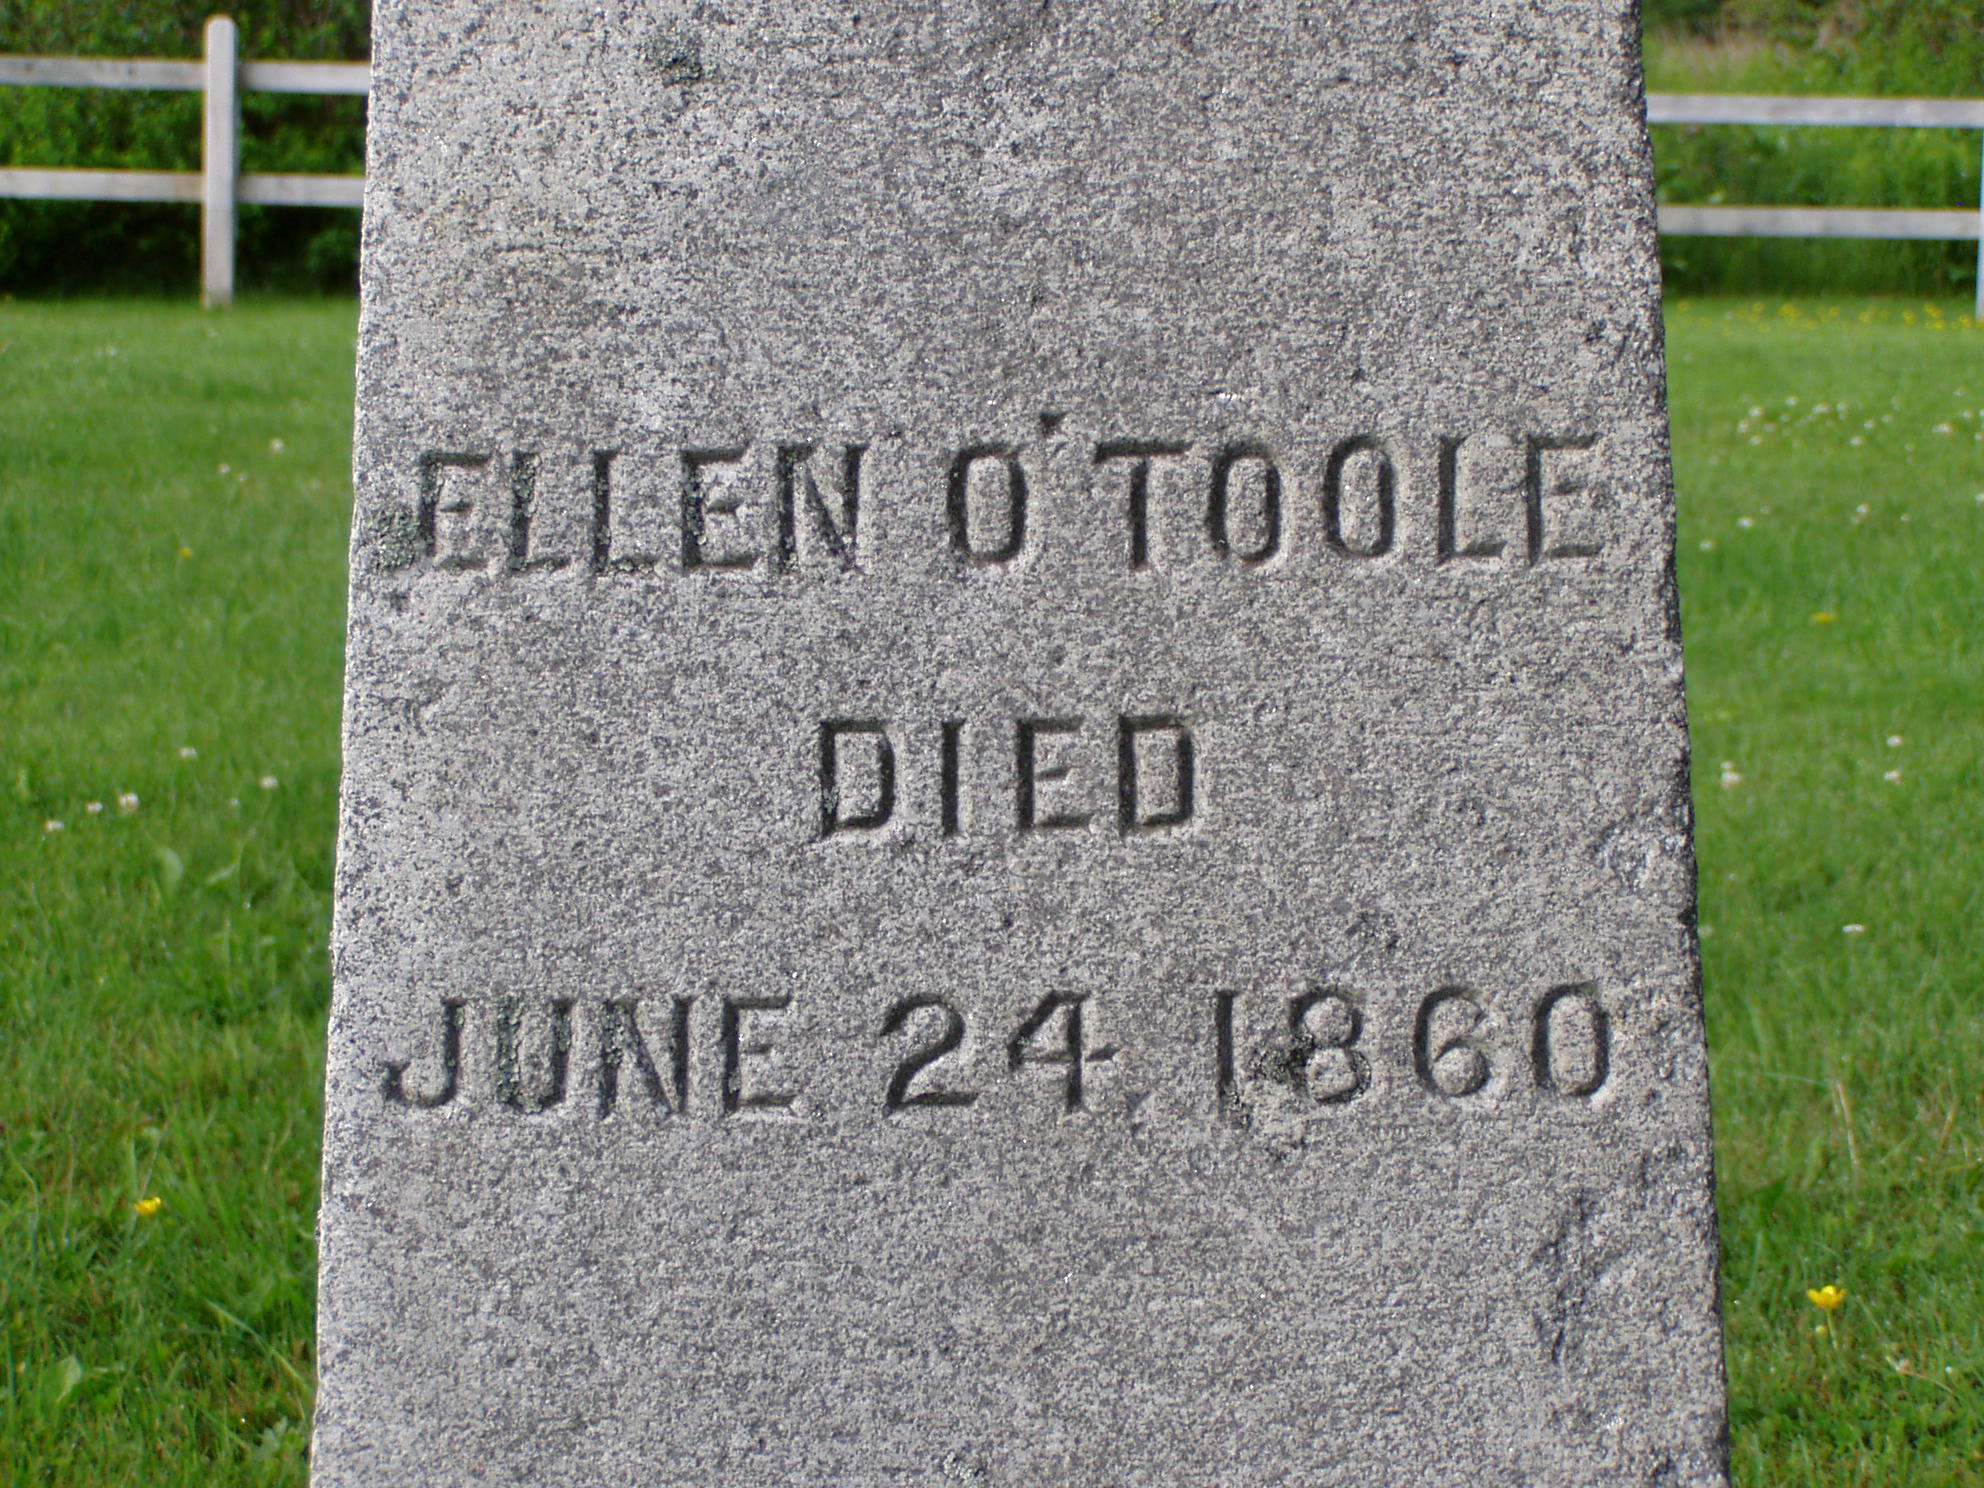 ELLEN O'TOOLE
DIED
JUNE 24, 1860